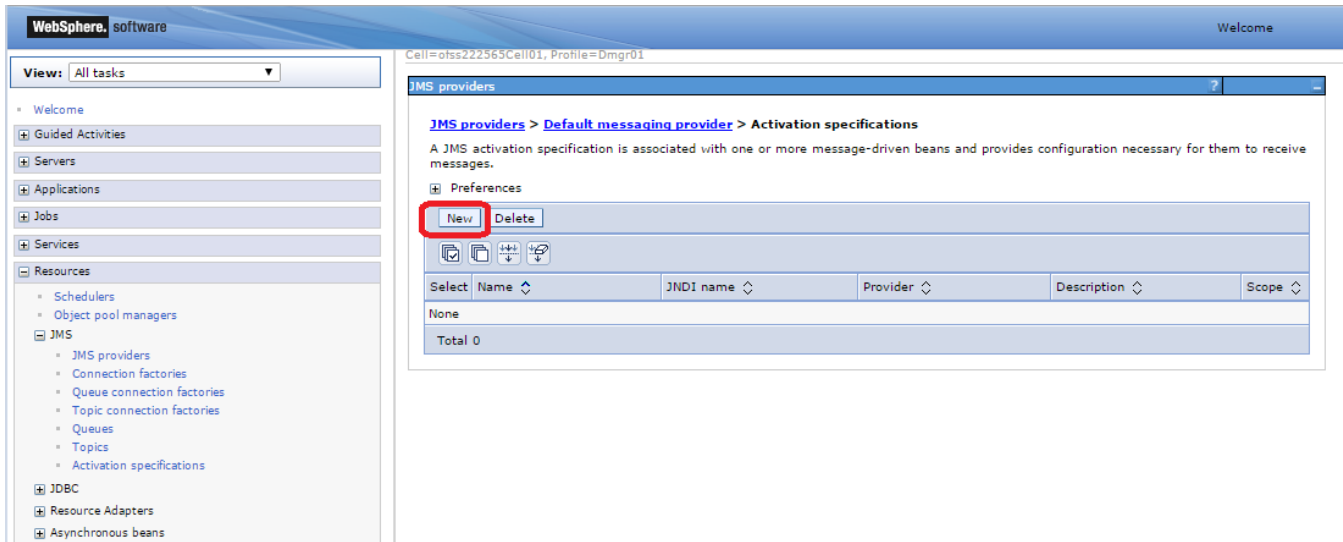 WebSphere. software
Welcome
View: All tasks
Welcome
Guided Activities
Servers
Applications
Jobs
Services
Resources
Schedulers
Object pool managers
JMS
JMS providers
Connection factories
Queue connection factories
Topic connection factories
Queues
Topics
Activation specifications
JDBC
Resource Adapters
Asynchronous beans
Cell=ofss222565Cell01, Profile=Dmgr01
JMS providers ? -
JMS providers > Default messaging provider > Activation specifications
A JMS activation specification is associated with one or more message-driven beans and provides configuration necessary for them to receive
messages.
Preferences
New Delete
Select Name JNDI name Provider Description Scope
None
Total 0